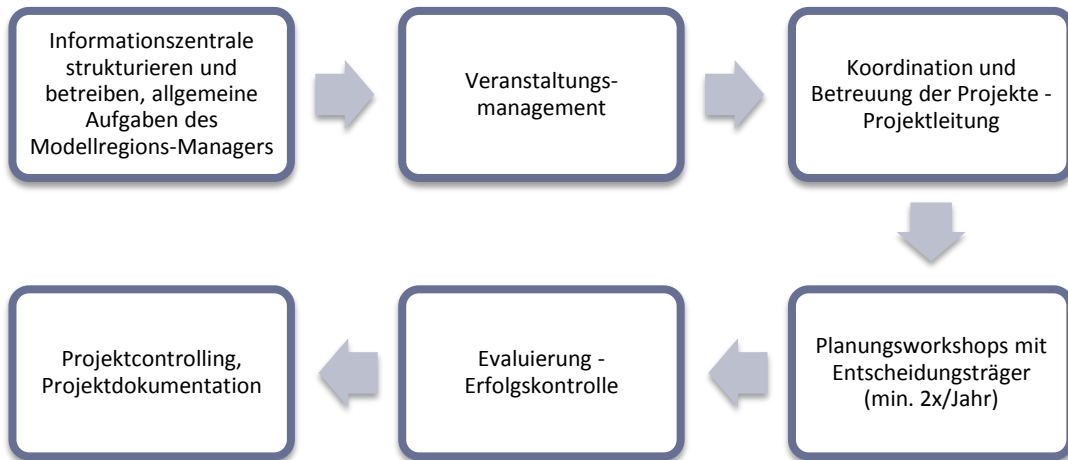 Informationszentrale
strukturieren und
betreiben, allgemeine
Aufgaben des
Modellregions-Managers
Veranstaltungs-
management
Koordination und
Betreuung der Projekte -
Projektleitung
Planungsworkshops mit
Entscheidungsträger
(min. 2x/Jahr)
Evaluierung -
Erfolgskontrolle
Projektcontrolling,
Projektdokumentation